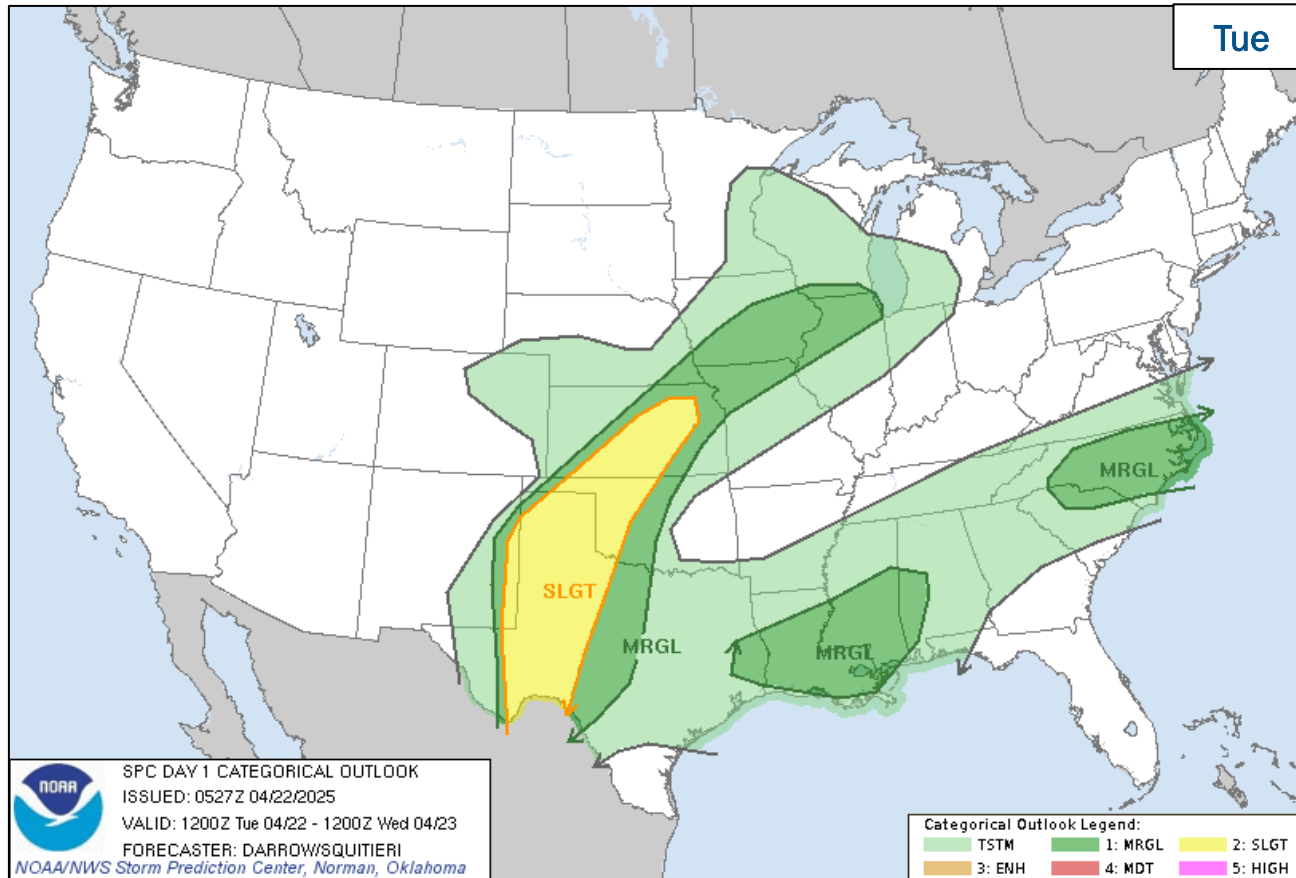 Tue
MRGL
SLGT
MRGL
MRGL
NOAA
SPC DAY 1 CATEGORICAL OUTLOOK
ISSUED: 0527Z 04/22/2025
VALID: 1200Z Tue 04/22 - 1200Z Wed 04/23
FORECASTER: DARROW/SQUITIERI
NOAA/NWS Storm Prediction Center, Norman, Oklahoma
Categorical Outlook Legend:
TSTM 1: MRGL 2: SLGT
3: ENH 4: MDT 5: HIGH